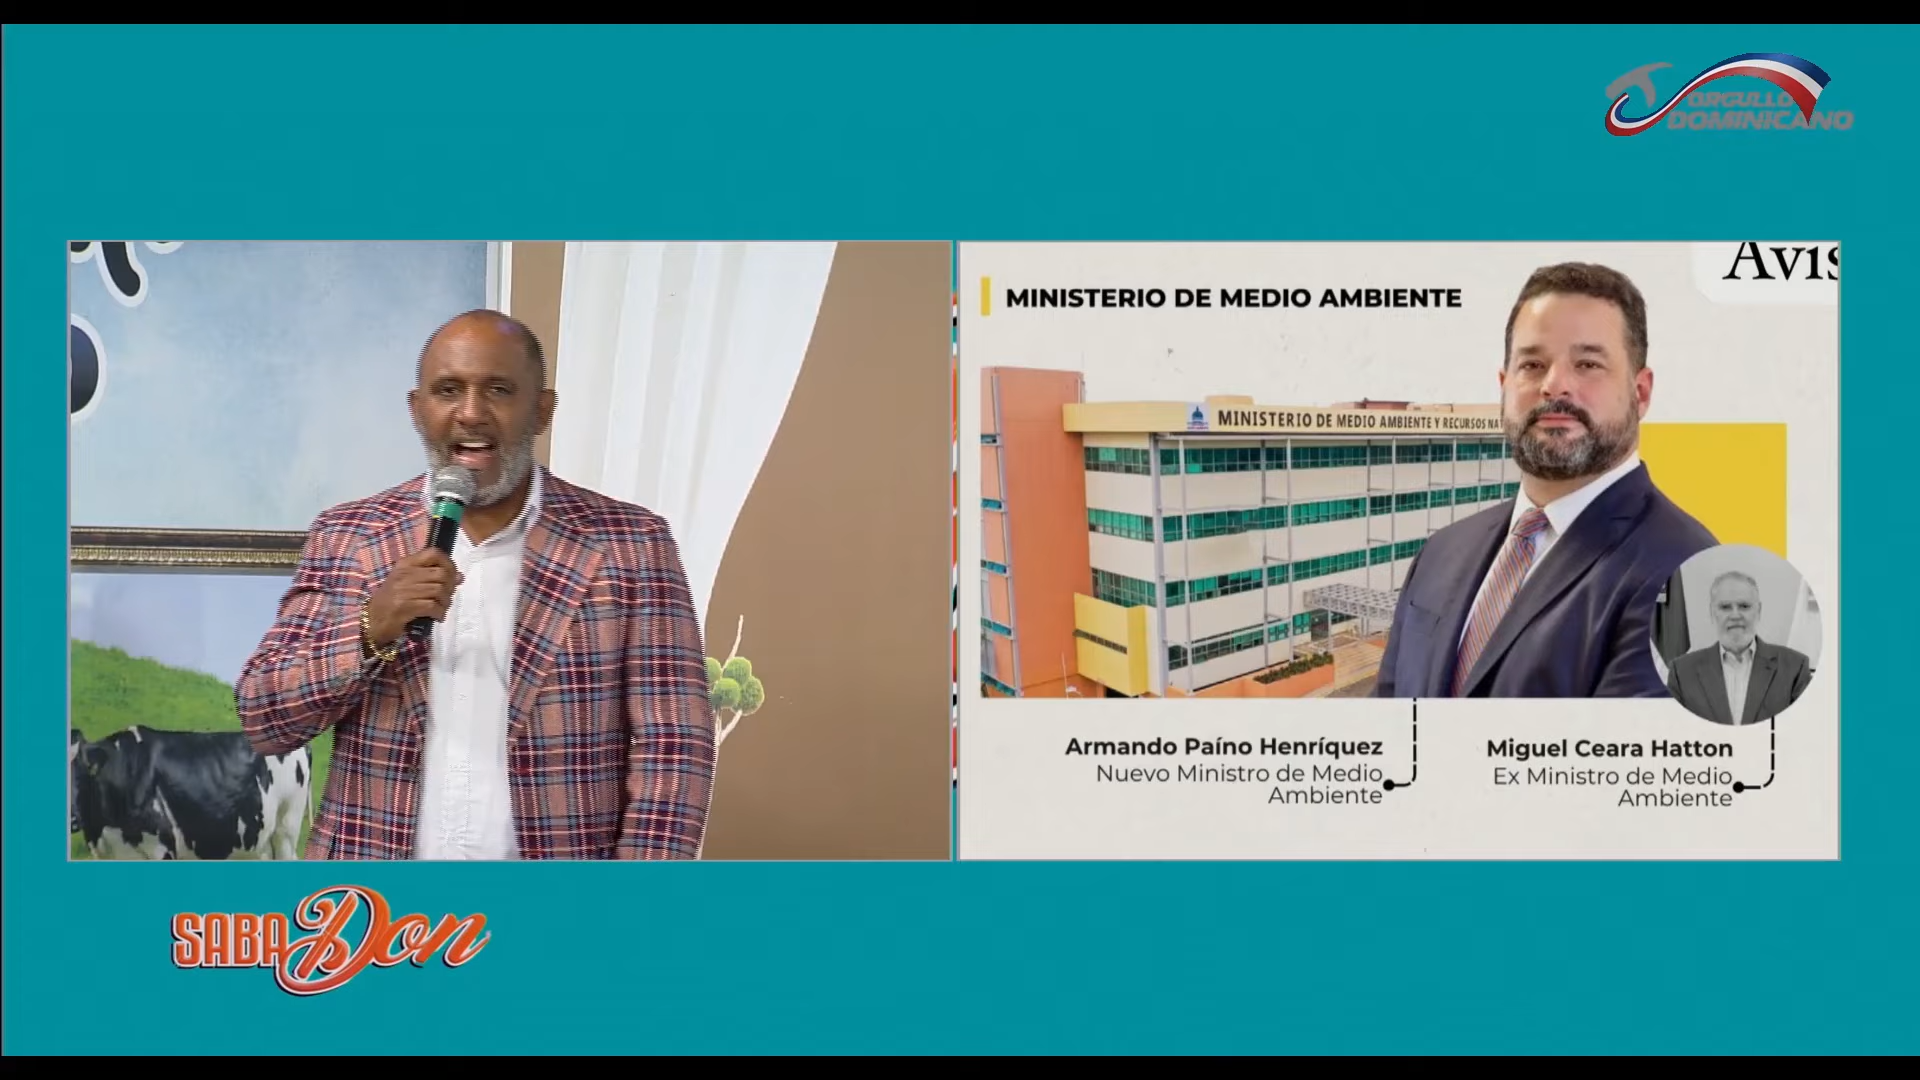 ORGULLO
DOMINICANO
Avis
MINISTERIO DE MEDIO AMBIENTE
MINISTERIO DE MEDIO AMBIENTE Y RECURSOS NA
Armando Paíno Henríquez
Nuevo Ministro de Medio
Ambiente
Miguel Ceara Hatton
Ex Ministro de Medio
Ambiente
SABADon